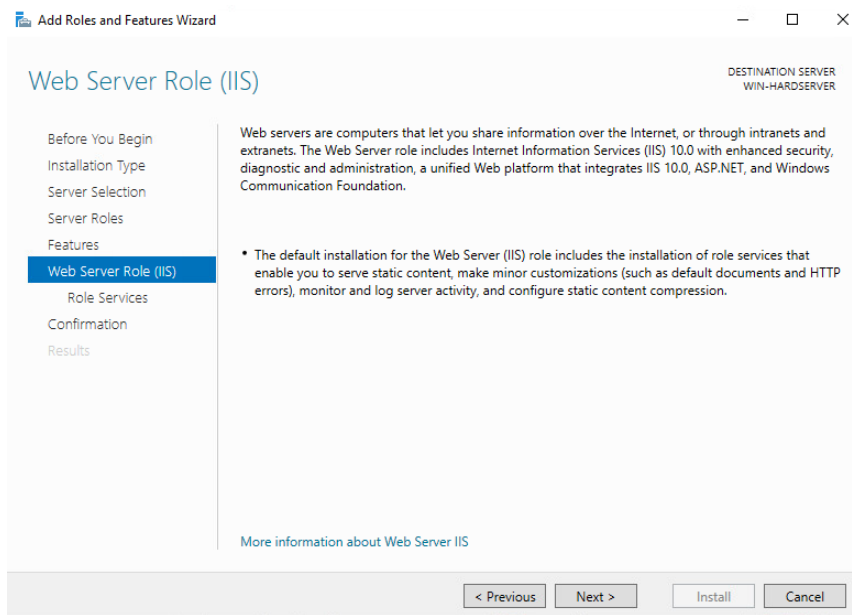 Add Roles and Features Wizard
Web Server Role (IIS)
DESTINATION SERVER
WIN-HARDSERVER
Before You Begin
Installation Type
Server Selection
Server Roles
Features
Web Server Role (IIS)
Role Services
Confirmation
Results
Web servers are computers that let you share information over the Internet, or through intranets and
extranets. The Web Server role includes Internet Information Services (IIS) 10.0 with enhanced security,
diagnostic and administration, a unified Web platform that integrates IIS 10.0, ASP.NET, and Windows
Communication Foundation.
• The default installation for the Web Server (IIS) role includes the installation of role services that
enable you to serve static content, make minor customizations (such as default documents and HTTP
errors), monitor and log server activity, and configure static content compression.
More information about Web Server IIS
< Previous
Next >
Install
Cancel